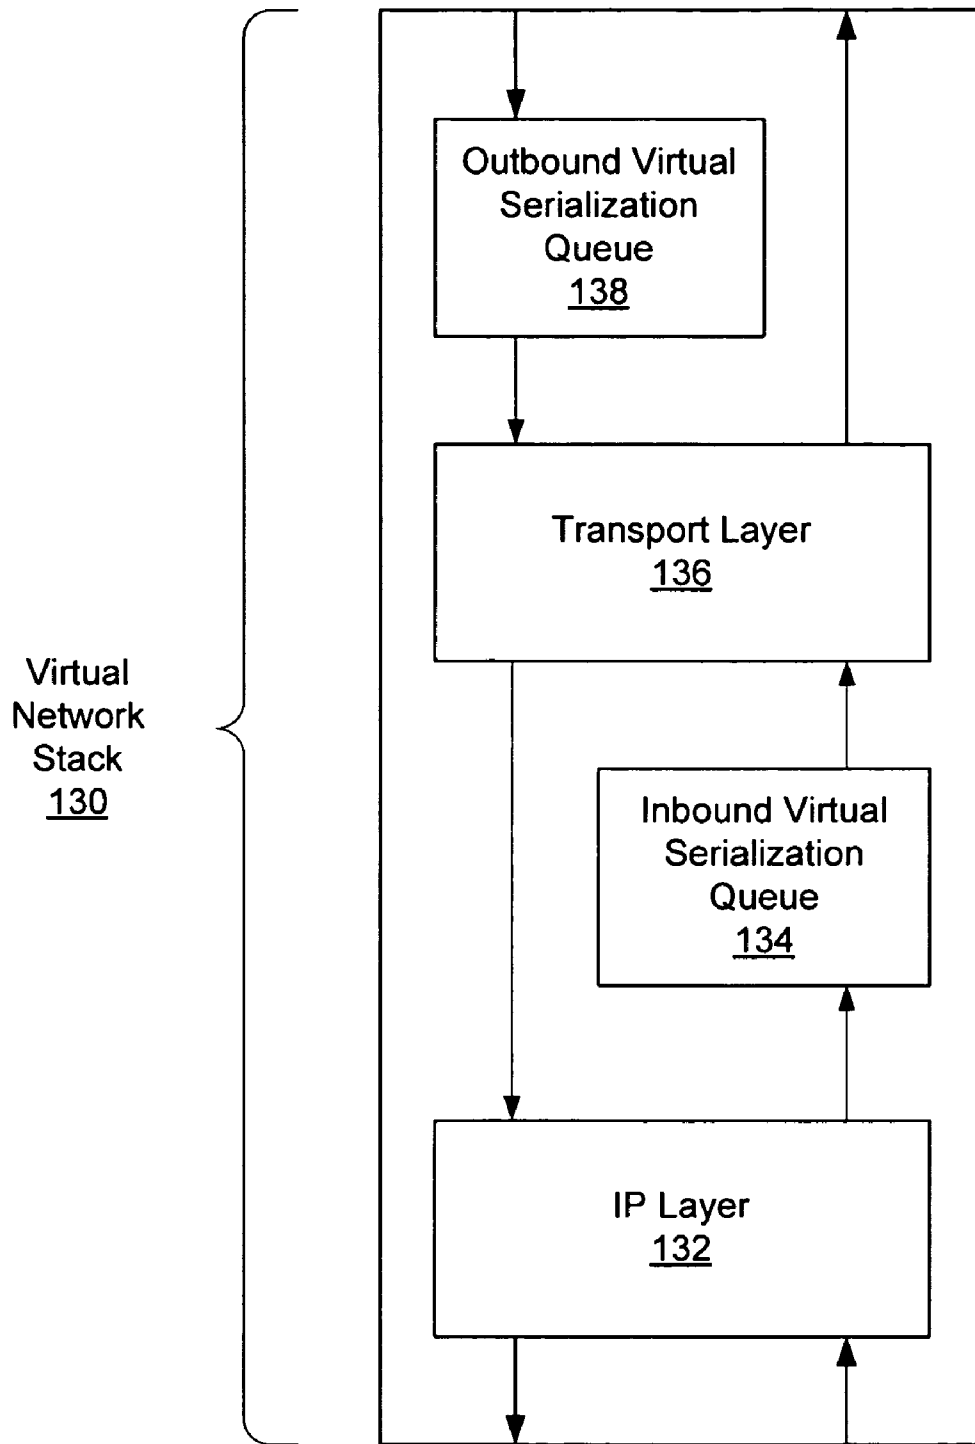 Outbound Virtual
Serialization
Queue
138
Transport Layer
136
Virtual
Network
Stack
130
Inbound Virtual
Serialization
Queue
134
IP Layer
132